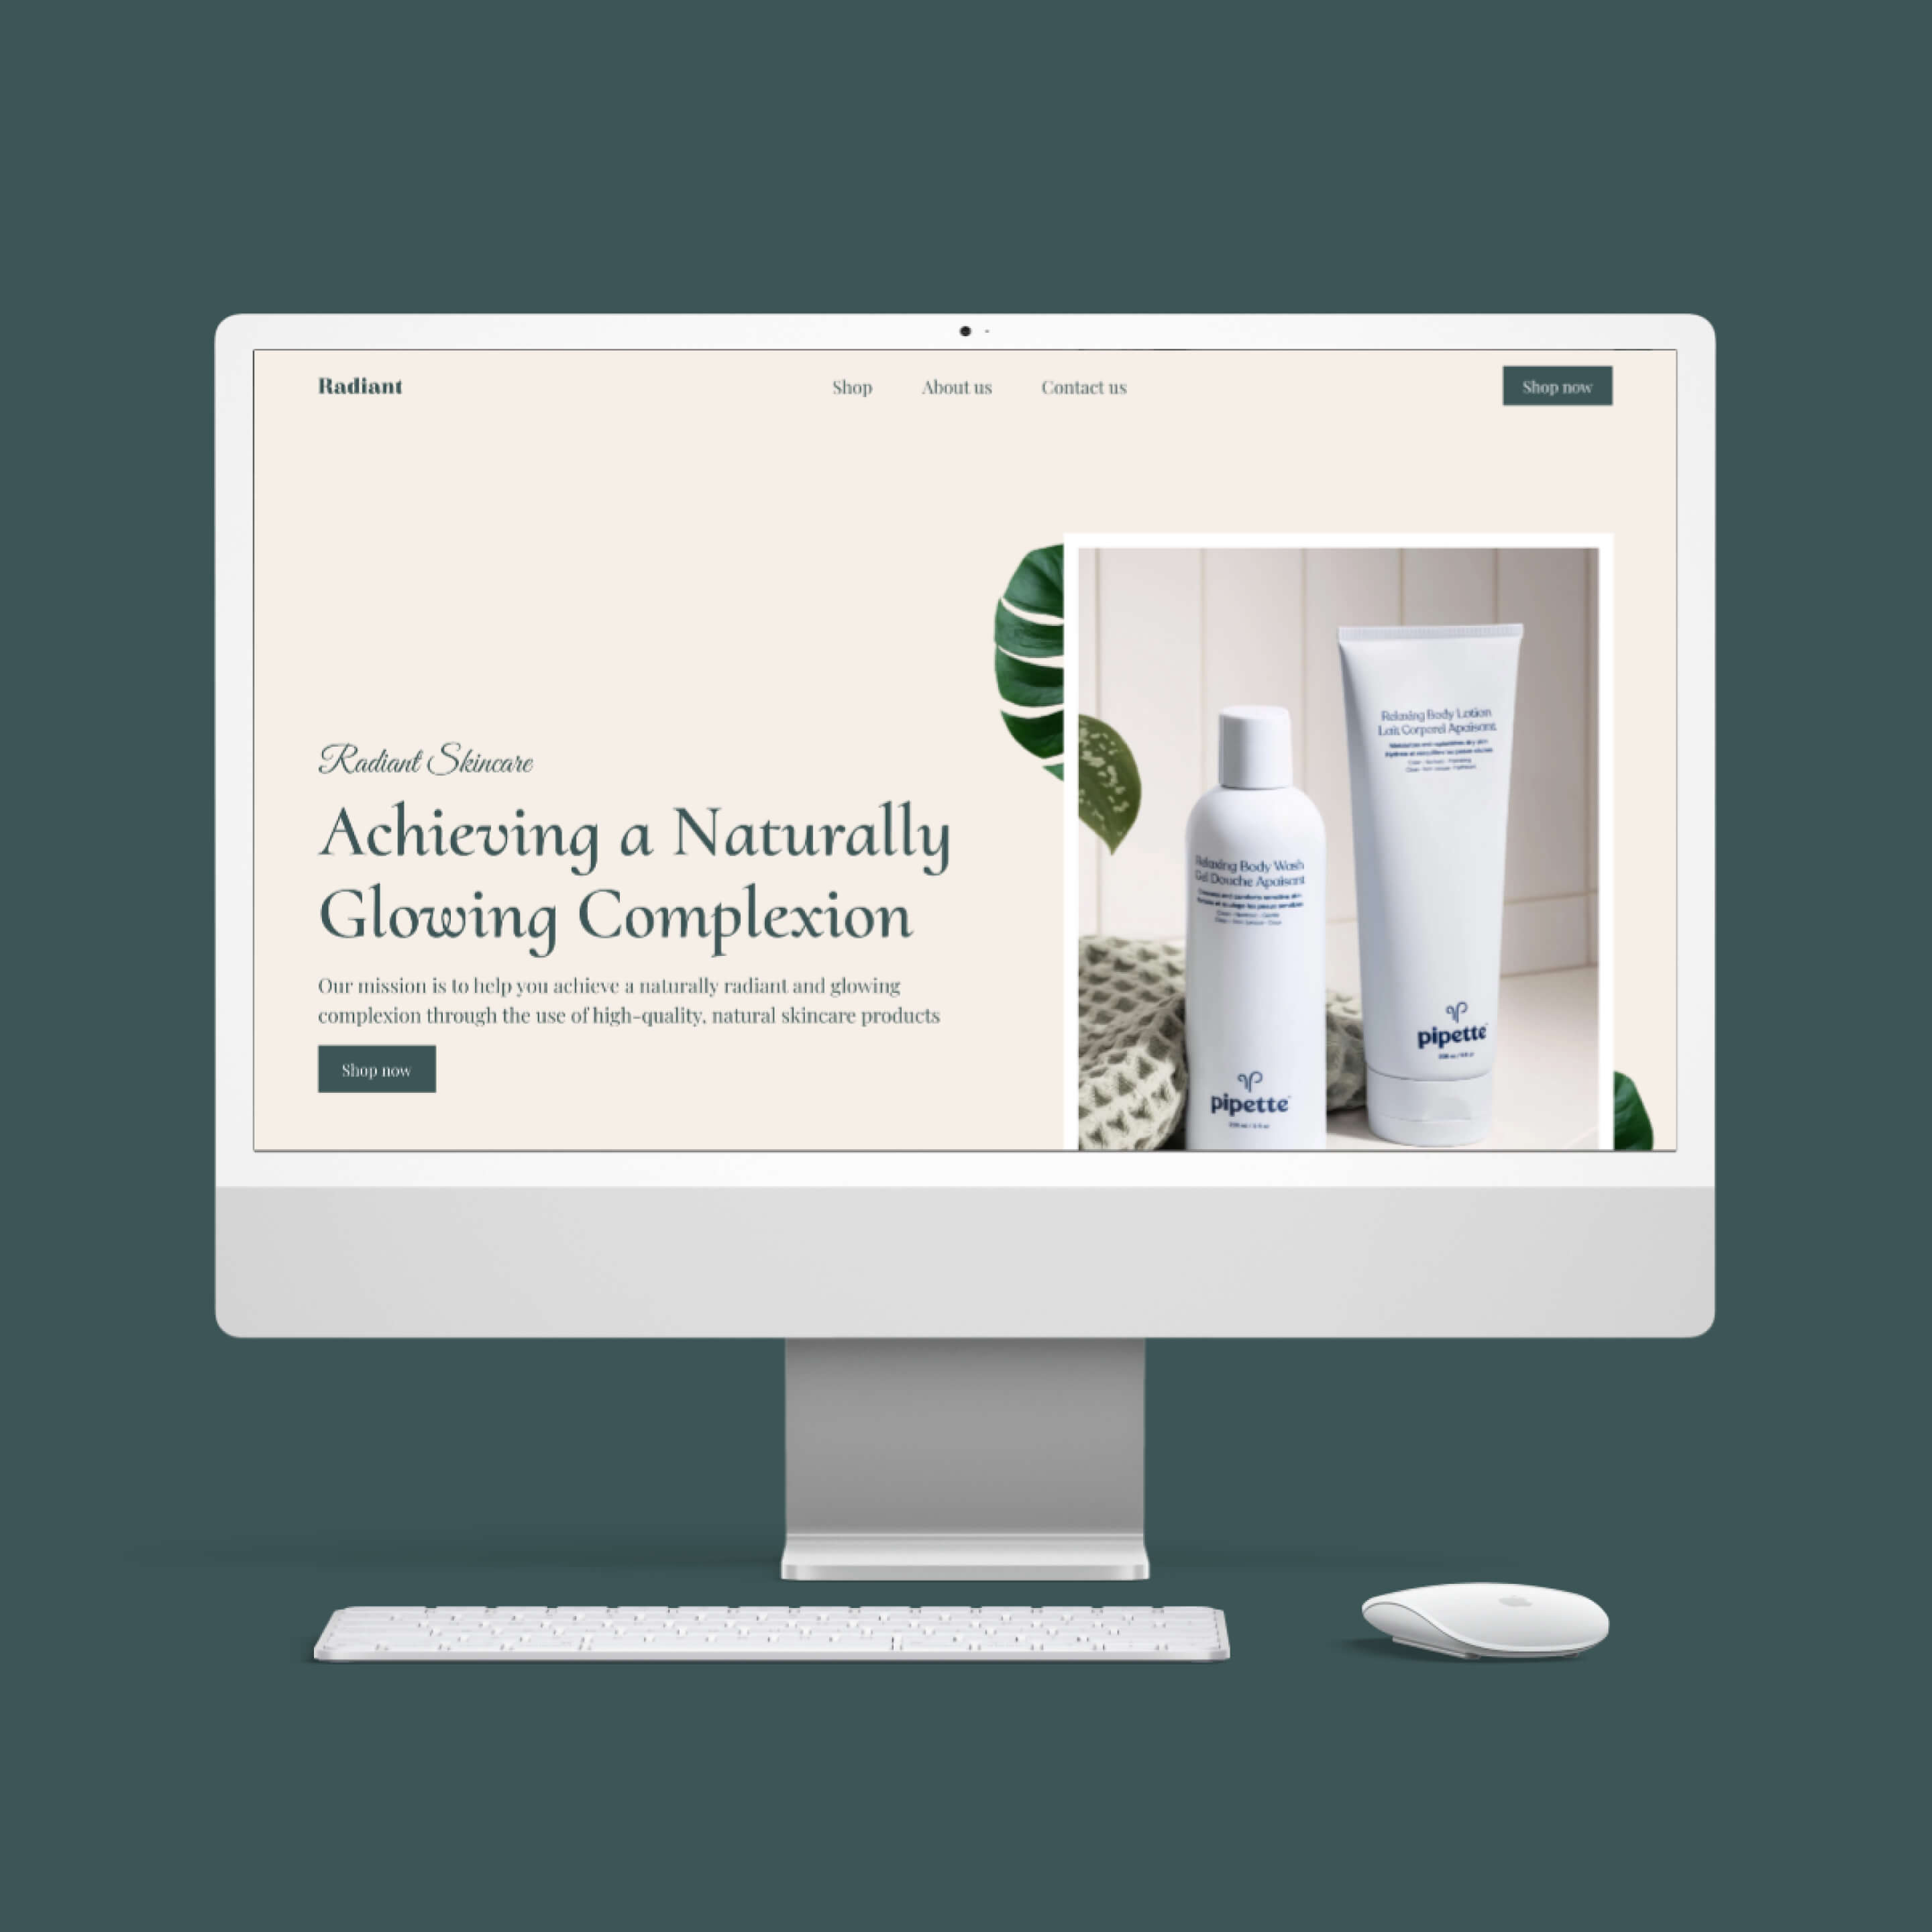 Radiant
Shop
About us
Contact us
Shop now
Radiant Skincare
Achieving a Naturally
Glowing Complexion
Our mission is to help you achieve a naturally radiant and glowing
complexion through the use of high-quality, natural skincare products
Shop now
Relaxing Body Lotion
Lait Corporel Apaisant
pipette
Relaxing Body Wash
Gel Douche Apaisant
pipette